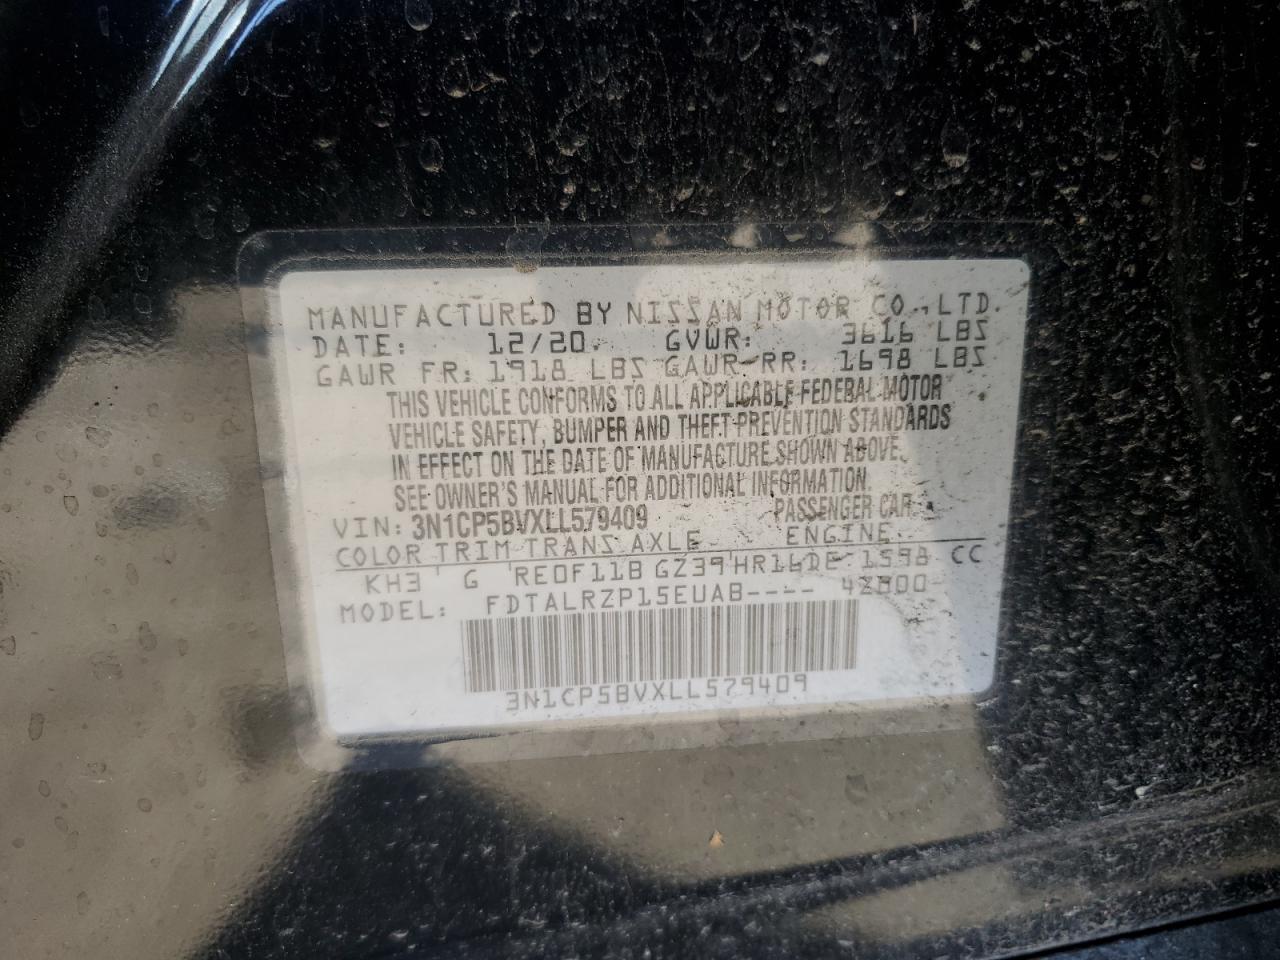 MANUFACTURED BY NISSAN MOTOR CO.,LTD.
DATE: 12/20 GVWR: 3616 LBS
GAWR FR: 1918 LBS GAWR-RR: 1698 LBS
THIS VEHICLE CONFORMS TO ALL APPLICABLE FEDERAL MOTOR
VEHICLE SAFETY, BUMPER AND THEFT PREVENTION STANDARDS
IN EFFECT ON THE DATE OF MANUFACTURE SHOWN ABOVE.
SEE OWNER'S MANUAL FOR ADDITIONAL INFORMATION.
PASSENGER CAR
VIN: 3N1CP5BVXLL579409
COLOR TRIM TRANS AXLE ENGINE
KH3 G RE0F11B GZ39 HR16DE 1598 CC
MODEL: FDTALRZP15EUAB---- 42800
3N1CP5BVXLL579409